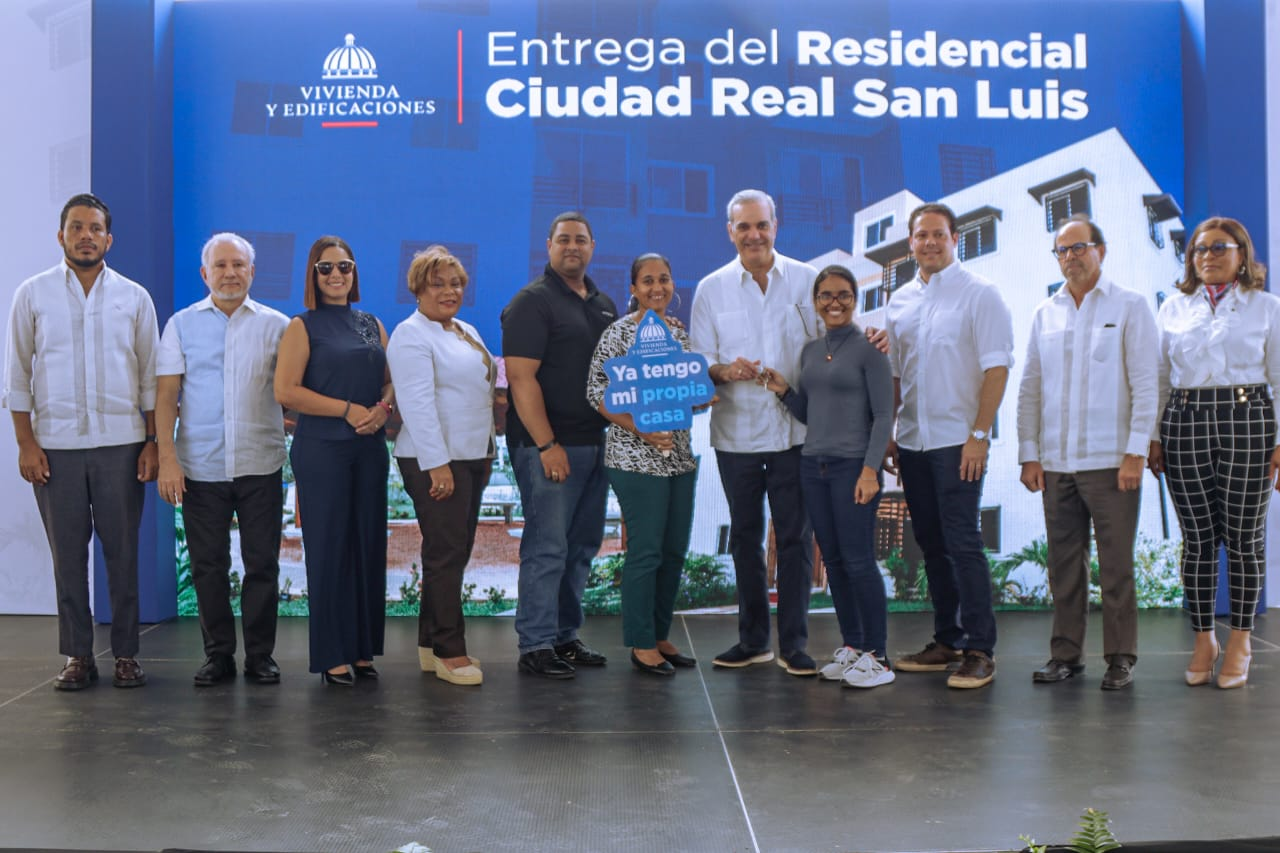 VIVIENDA
Y EDIFICACIONES
Entrega del Residencial
Ciudad Real San Luis
VIVIENDA
Y EDIFICACIONES
Ya tengo
mi propia
casa